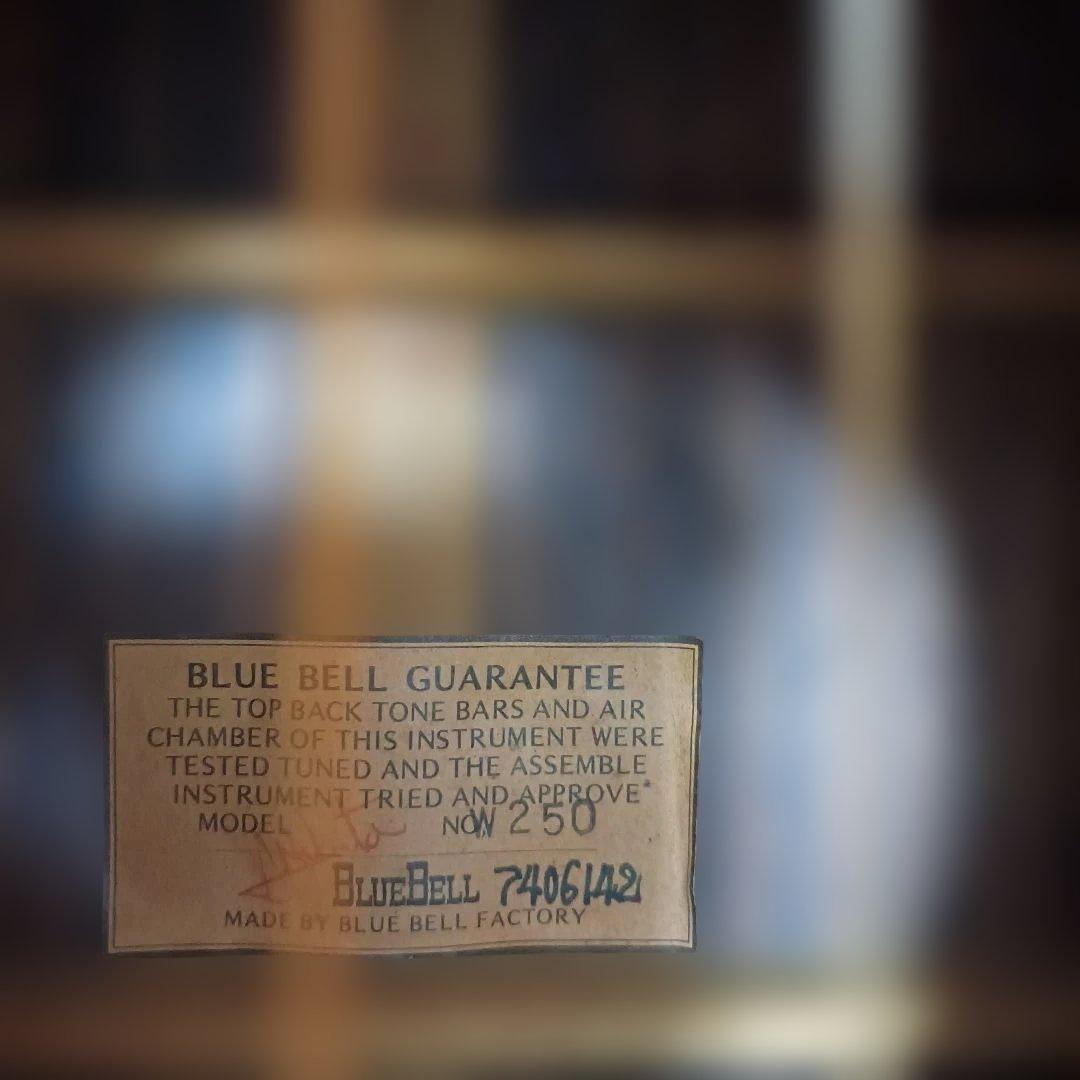 BLUE BELL GUARANTEE
THE TOP BACK TONE BARS AND AIR
CHAMBER OF THIS INSTRUMENT WERE
TESTED TUNED AND THE ASSEMBLE
INSTRUMENT TRIED AND APPROVE
MODEL NO. W 250
BLUEBELL 7406142
MADE BY BLUE BELL FACTORY